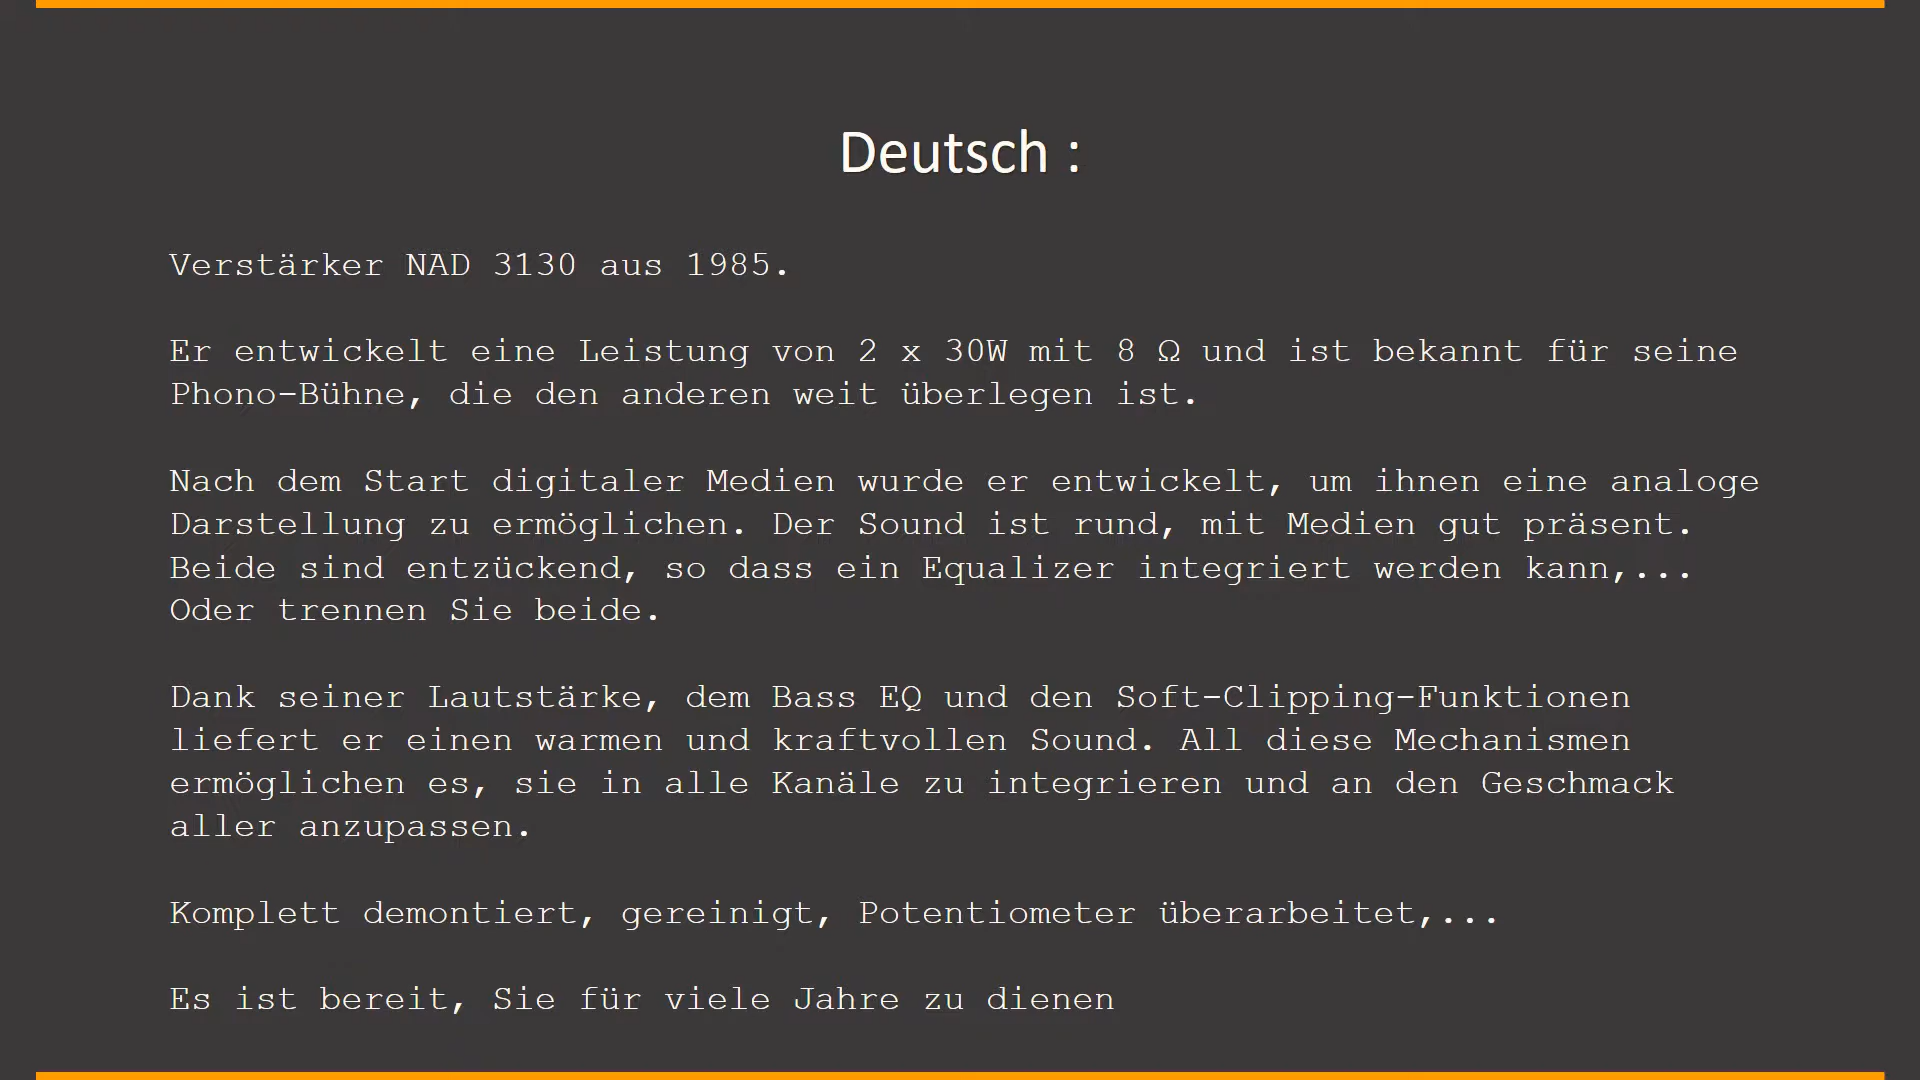 Deutsch :
Verstärker NAD 3130 aus 1985.
Er entwickelt eine Leistung von 2 x 30W mit 8 Ω und ist bekannt für seine
Phono-Bühne, die den anderen weit überlegen ist.
Nach dem Start digitaler Medien wurde er entwickelt, um ihnen eine analoge
Darstellung zu ermöglichen. Der Sound ist rund, mit Medien gut präsent.
Beide sind entzückend, so dass ein Equalizer integriert werden kann,...
Oder trennen Sie beide.
Dank seiner Lautstärke, dem Bass EQ und den Soft-Clipping-Funktionen
liefert er einen warmen und kraftvollen Sound. All diese Mechanismen
ermöglichen es, sie in alle Kanäle zu integrieren und an den Geschmack
aller anzupassen.
Komplett demontiert, gereinigt, Potentiometer überarbeitet,...
Es ist bereit, Sie für viele Jahre zu dienen